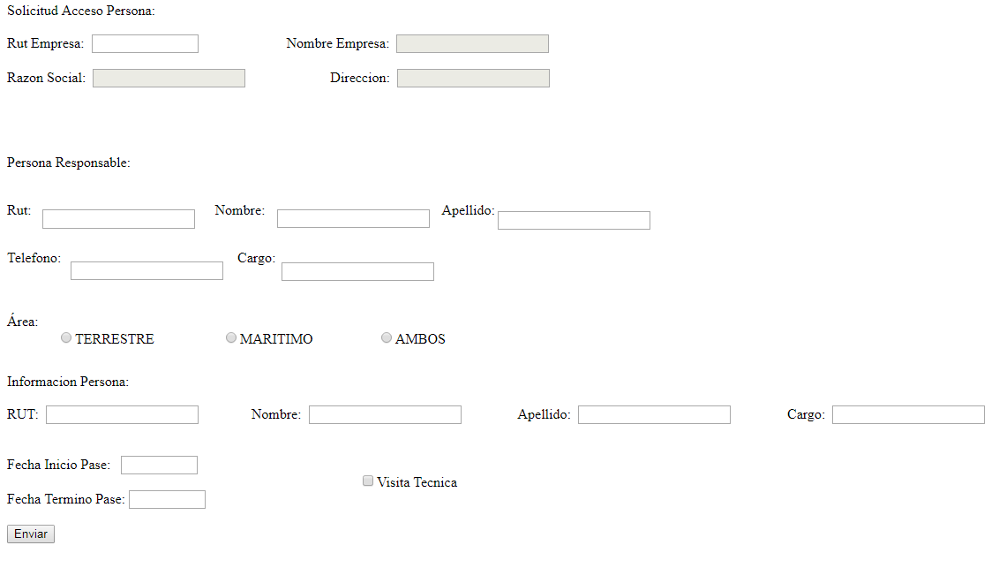 Solicitud Acceso Persona:
Rut Empresa: Nombre Empresa:
Razon Social: Direccion:
Persona Responsable:
Rut: Nombre: Apellido:
Telefono: Cargo:
Área:
TERRESTRE MARITIMO AMBOS
Informacion Persona:
RUT: Nombre: Apellido: Cargo:
Fecha Inicio Pase:
Visita Tecnica
Fecha Termino Pase:
Enviar